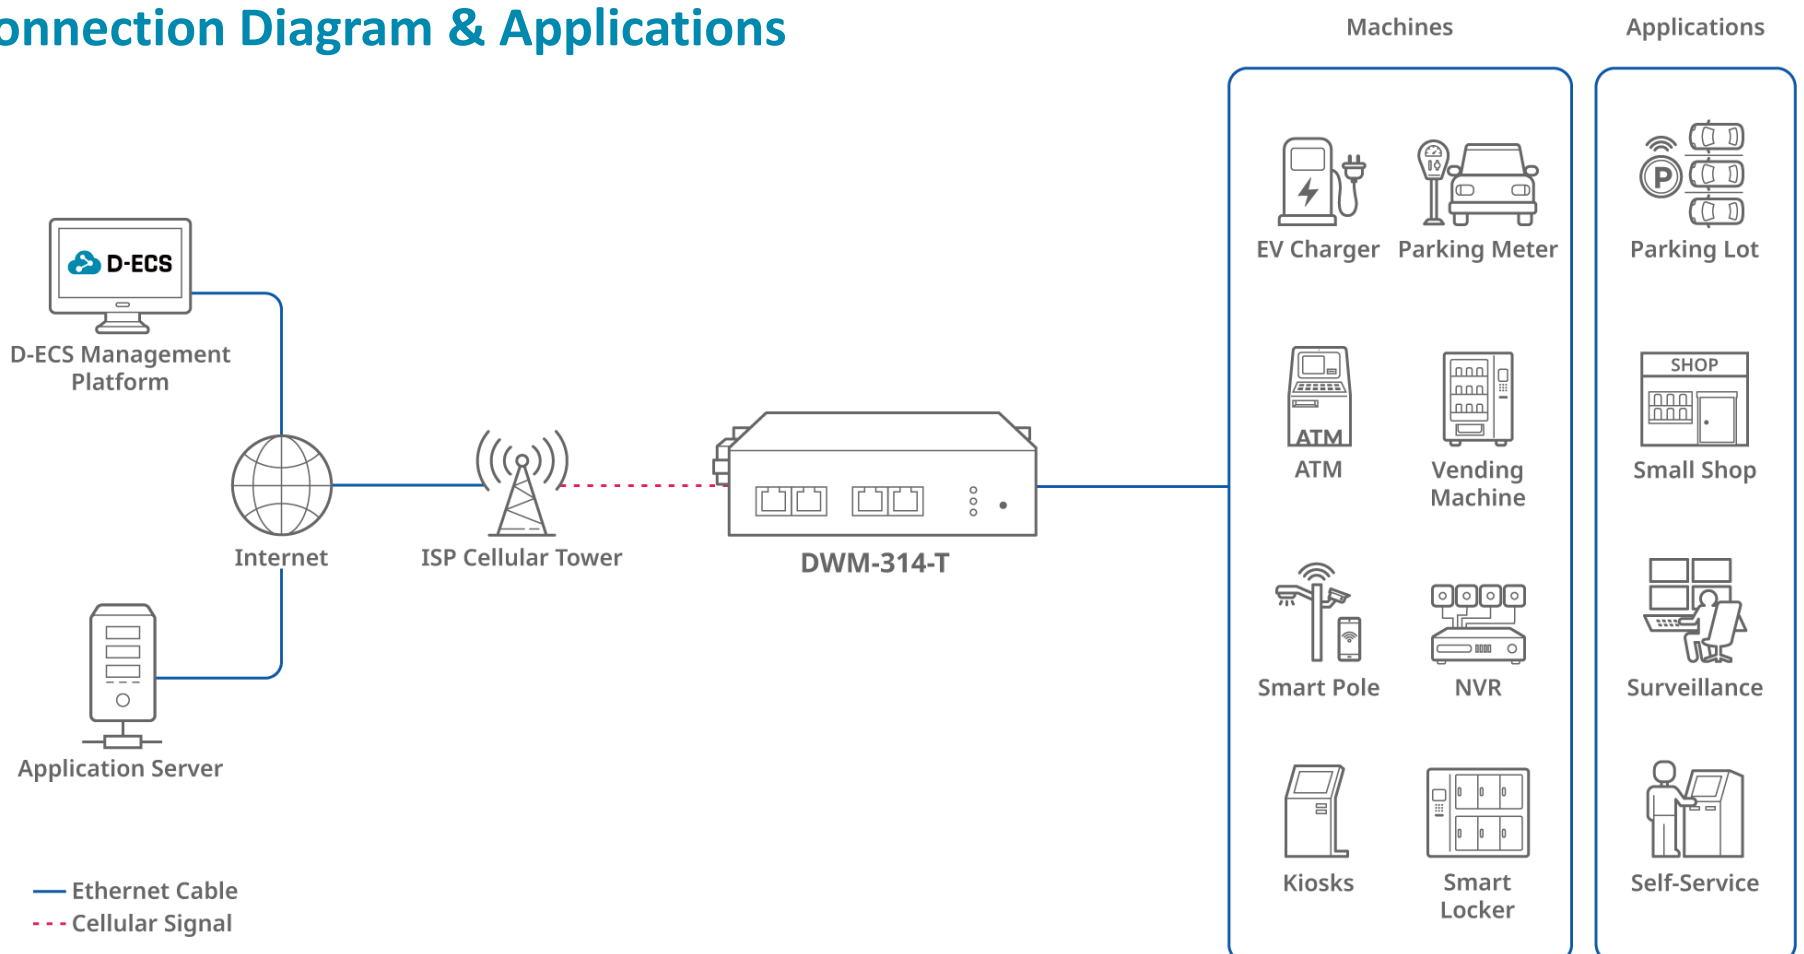 onnection Diagram & Applications
Machines
Applications
EV Charger
Parking Meter
P
Parking Lot
D-ECS
D-ECS Management
Platform
ATM
ATM
Vending
Machine
SHOP
Small Shop
Internet
ISP Cellular Tower
DWM-314-T
Smart Pole
NVR
Surveillance
Application Server
Kiosks
Smart
Locker
Self-Service
Ethernet Cable
Cellular Signal